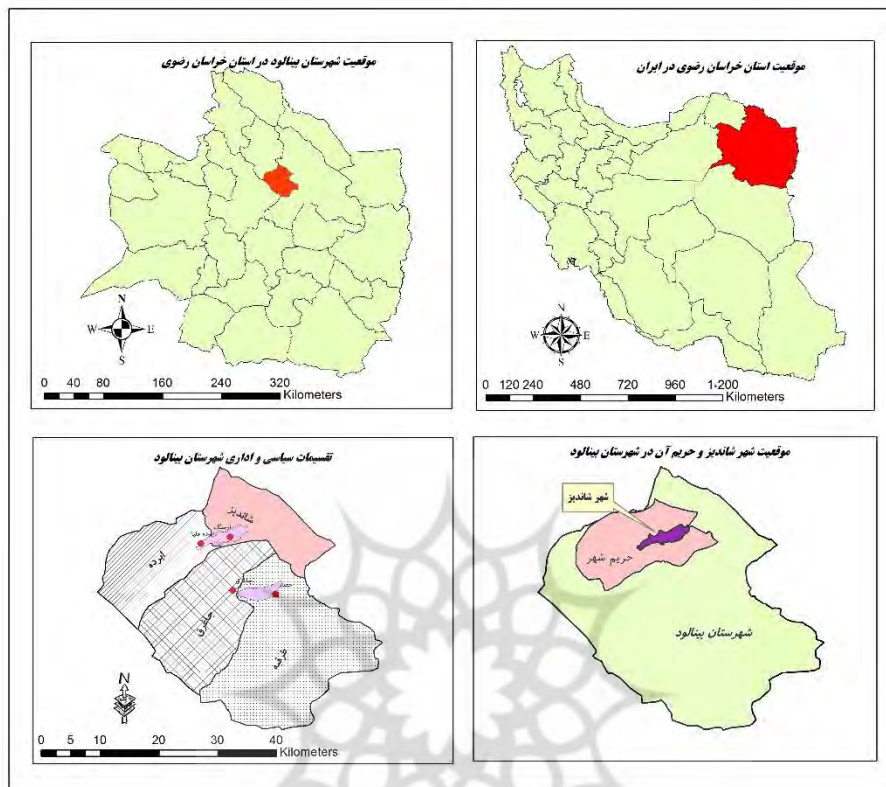 موقعیت استان خراسان رضوی در ایران
N
W E
S
0 120 240 480 720 960 1·200
Kilometers
موقعیت شهرستان بینالود در استان خراسان رضوی
N
W E
S
0 40 80 160 240 320
Kilometers
موقعیت شهر شاندیز و حریم آن در شهرستان بینالود
شهر شاندیز
حریم شهر
شهرستان بینالود
تقسیمات سیاسی و اداری شهرستان بینالود
شاندیز
ابرده
جاغرق
طرقبه
N
0 5 10 20 30 40
Kilometers